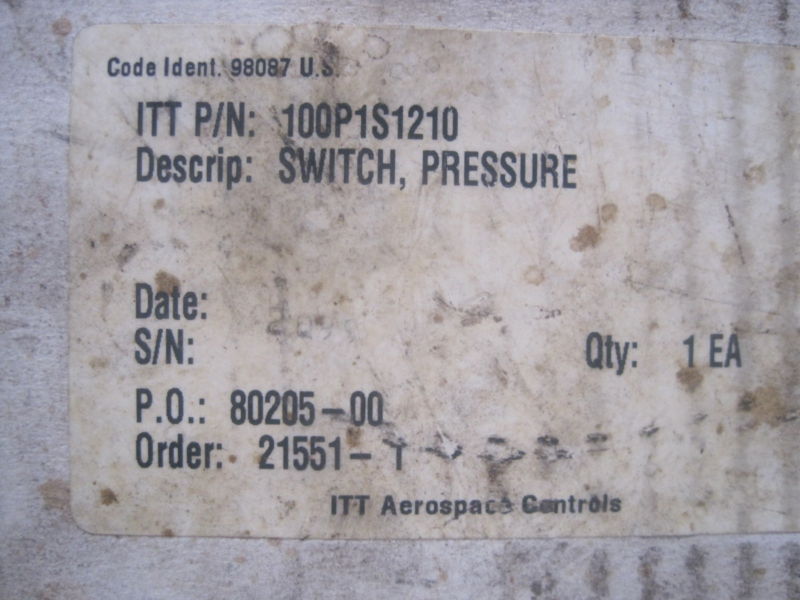 Code Ident. 98087 U.S.
ITT P/N: 100P1S1210
Descrip: SWITCH, PRESSURE
Date:
S/N:
Qty: 1 EA
P.O.: 80205-00
Order: 21551- 1
ITT Aerospace Controls